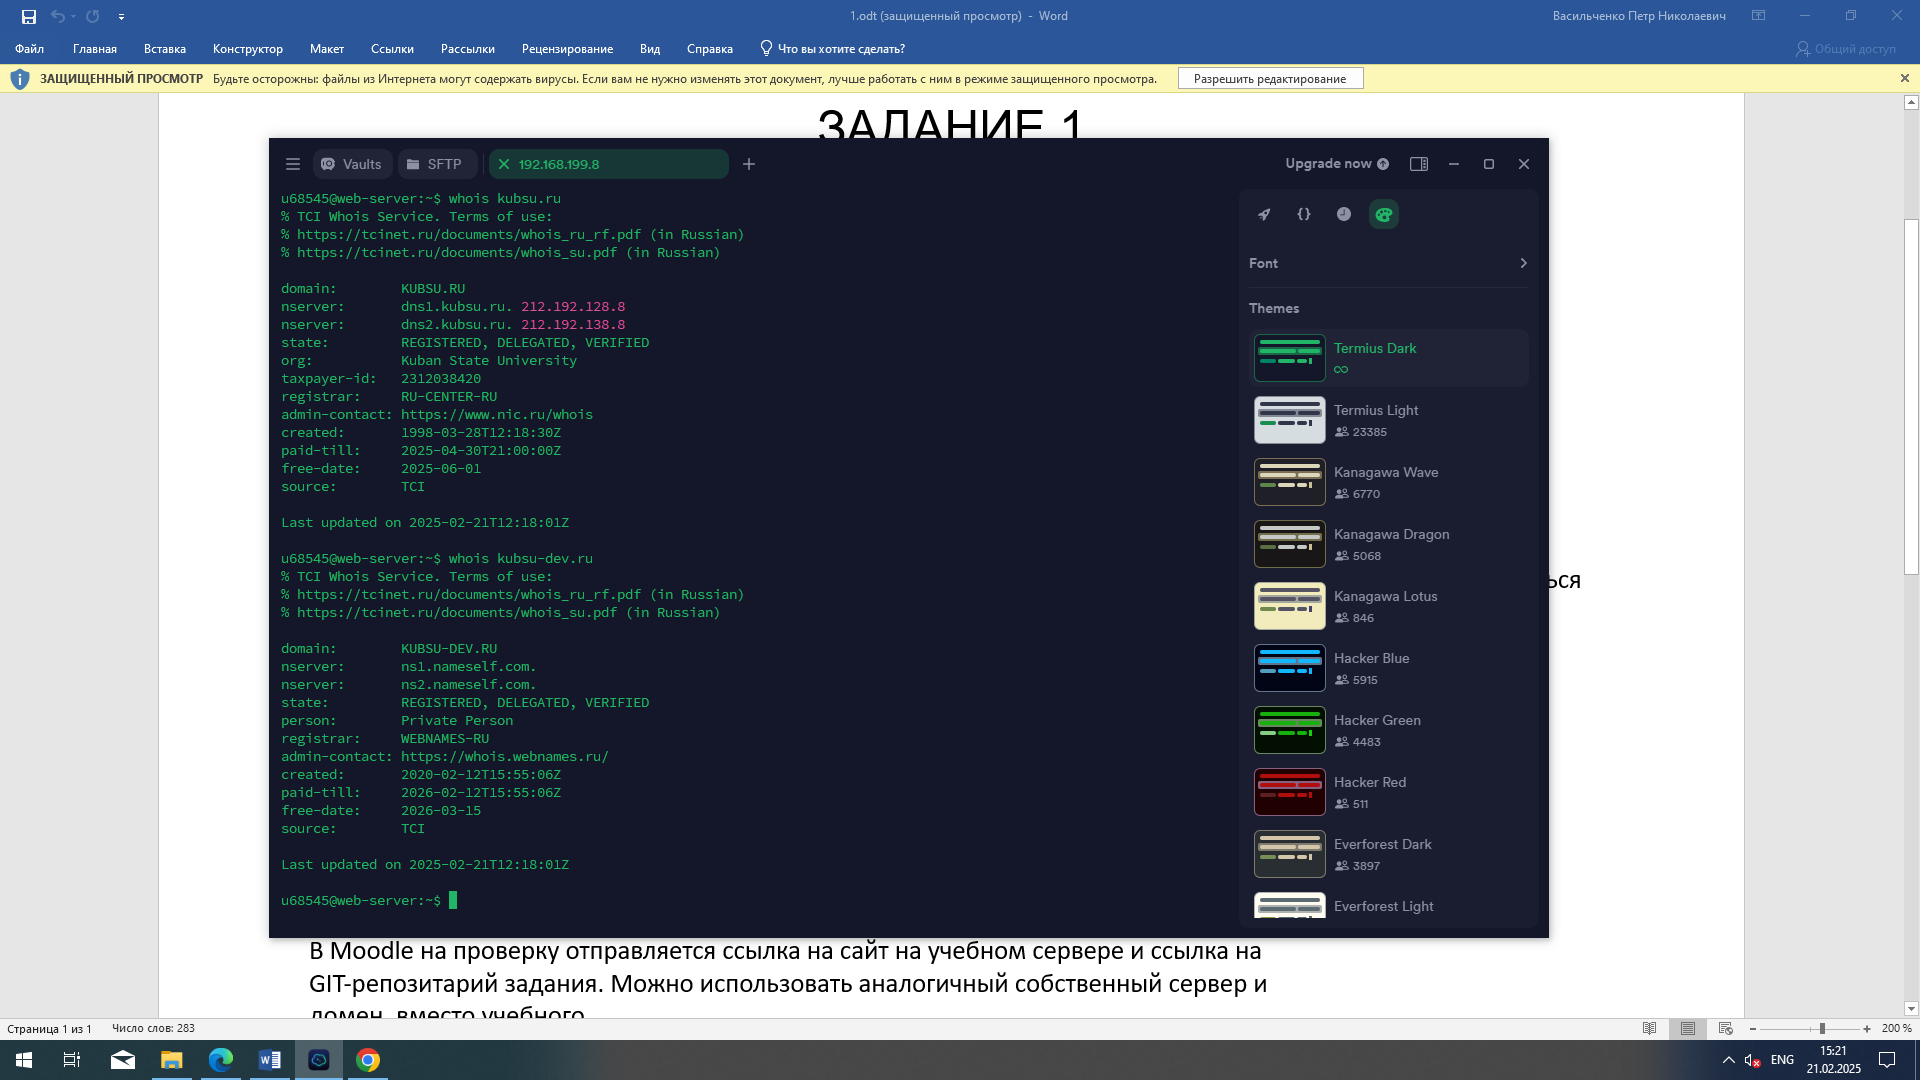 1.odt (защищенный просмотр) - Word
Васильченко Петр Николаевич
Файл
Главная
Вставка
Конструктор
Макет
Ссылки
Рассылки
Рецензирование
Вид
Справка
Что вы хотите сделать?
Общий доступ
ЗАЩИЩЕННЫЙ ПРОСМОТР
Будьте осторожны: файлы из Интернета могут содержать вирусы. Если вам не нужно изменять этот документ, лучше работать с ним в режиме защищенного просмотра.
Разрешить редактирование
ЗАДАНИЕ 1
Vaults
SFTP
192.168.199.8
Upgrade now
u68545@web-server:~$ whois kubsu.ru
% TCI Whois Service. Terms of use:
% https://tcinet.ru/documents/whois_ru_rf.pdf (in Russian)
% https://tcinet.ru/documents/whois_su.pdf (in Russian)
domain: KUBSU.RU
nserver: dns1.kubsu.ru. 212.192.128.8
nserver: dns2.kubsu.ru. 212.192.138.8
state: REGISTERED, DELEGATED, VERIFIED
org: Kuban State University
taxpayer-id: 2312038420
registrar: RU-CENTER-RU
admin-contact: https://www.nic.ru/whois
created: 1998-03-28T12:18:30Z
paid-till: 2025-04-30T21:00:00Z
free-date: 2025-06-01
source: TCI
Last updated on 2025-02-21T12:18:01Z
u68545@web-server:~$ whois kubsu-dev.ru
% TCI Whois Service. Terms of use:
% https://tcinet.ru/documents/whois_ru_rf.pdf (in Russian)
% https://tcinet.ru/documents/whois_su.pdf (in Russian)
domain: KUBSU-DEV.RU
nserver: ns1.nameself.com.
nserver: ns2.nameself.com.
state: REGISTERED, DELEGATED, VERIFIED
person: Private Person
registrar: WEBNAMES-RU
admin-contact: https://whois.webnames.ru/
created: 2020-02-12T15:55:06Z
paid-till: 2026-02-12T15:55:06Z
free-date: 2026-03-15
source: TCI
Last updated on 2025-02-21T12:18:01Z
u68545@web-server:~$
Font
Themes
Termius Dark
Termius Light
23385
Kanagawa Wave
6770
Kanagawa Dragon
5068
Kanagawa Lotus
846
Hacker Blue
5915
Hacker Green
4483
Hacker Red
511
Everforest Dark
3897
Everforest Light
ься
В Moodle на проверку отправляется ссылка на сайт на учебном сервере и ссылка на
GIT-репозитарий задания. Можно использовать аналогичный собственный сервер и
домен, вместо учебного
Страница 1 из 1
Число слов: 283
200 %
ENG
15:21
21.02.2025